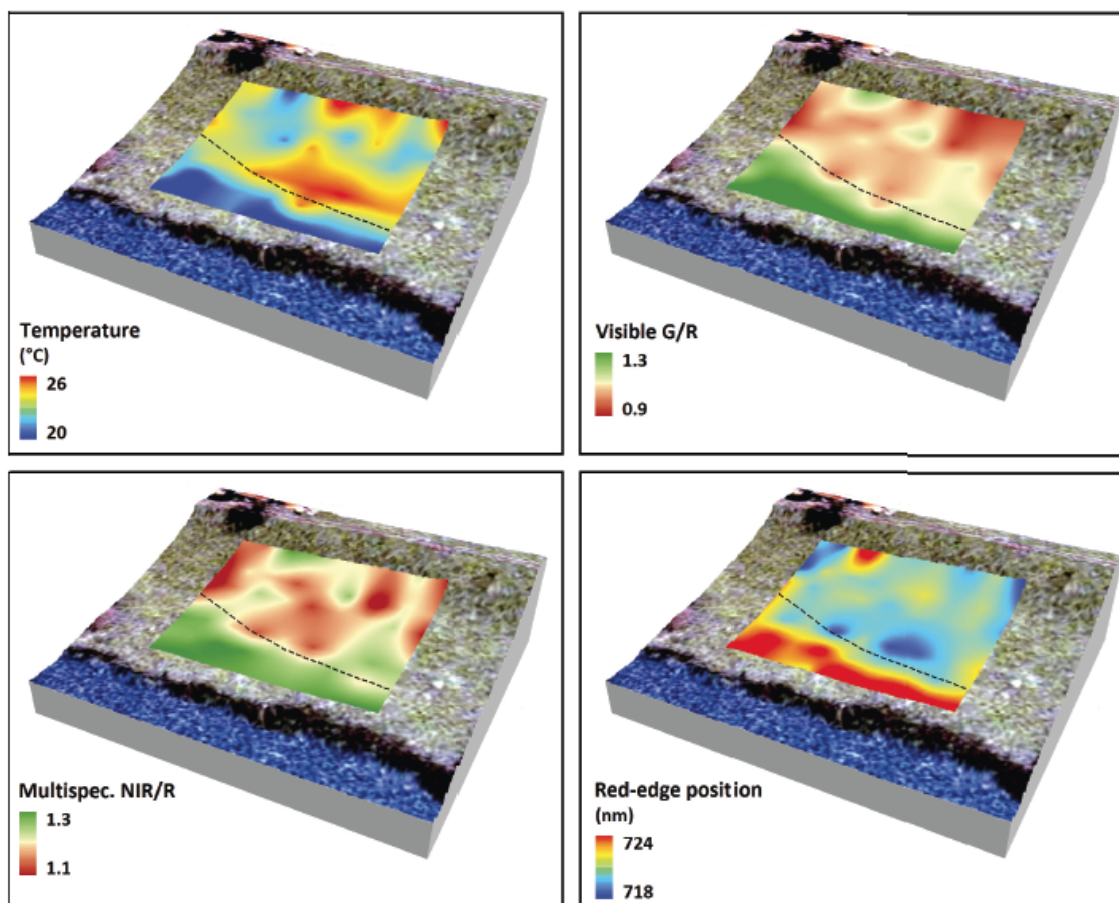 Temperature
(°C)
26
20
Visible G/R
1.3
0.9
Multispec. NIR/R
1.3
1.1
Red-edge position
(nm)
724
718